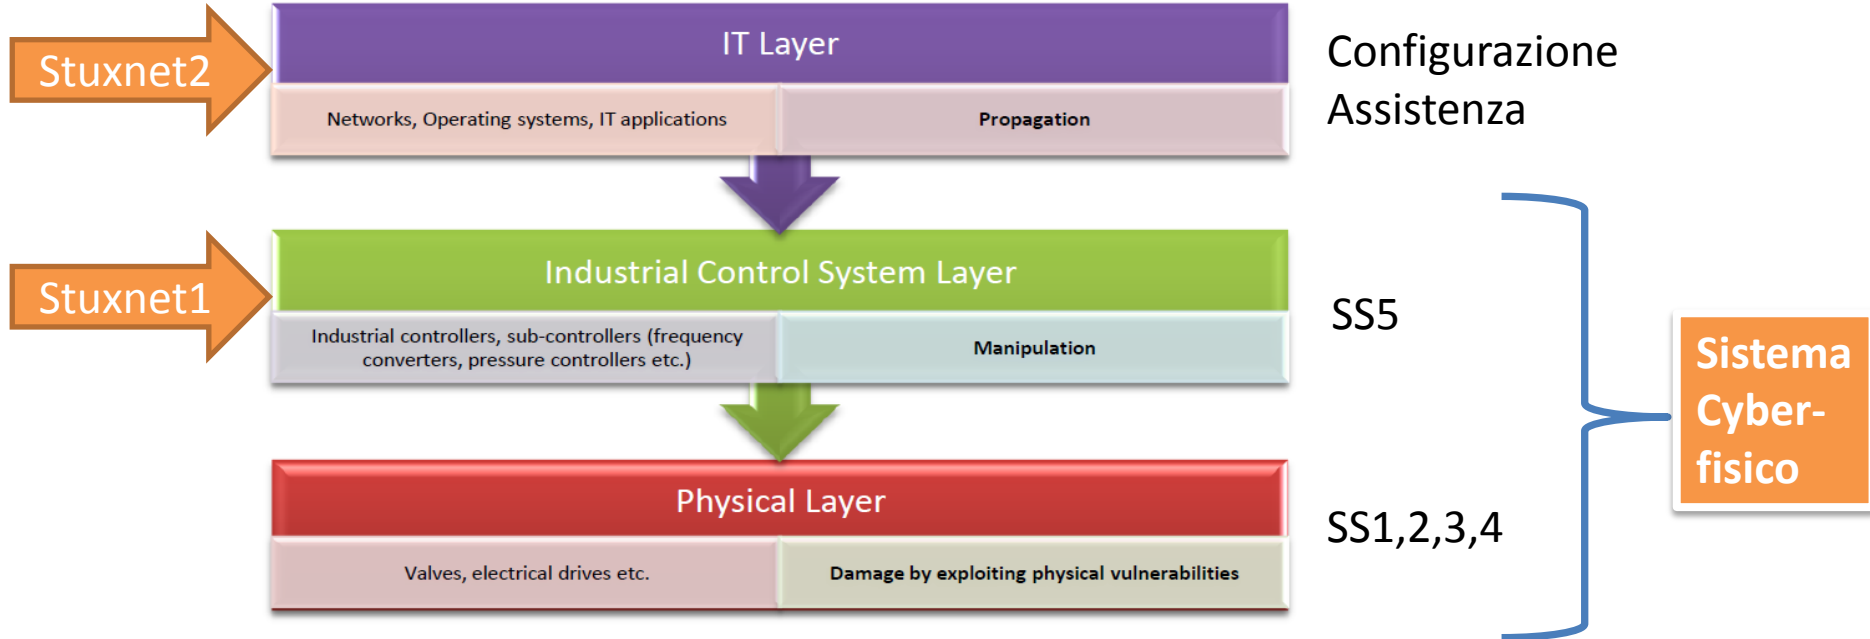 Stuxnet2
IT Layer
Networks, Operating systems, IT applications
Propagation
Configurazione
Assistenza
Stuxnet1
Industrial Control System Layer
Industrial controllers, sub-controllers (frequency
converters, pressure controllers etc.)
Manipulation
SS5
Physical Layer
Valves, electrical drives etc.
Damage by exploiting physical vulnerabilities
SS1,2,3,4
Sistema
Cyber-
fisico